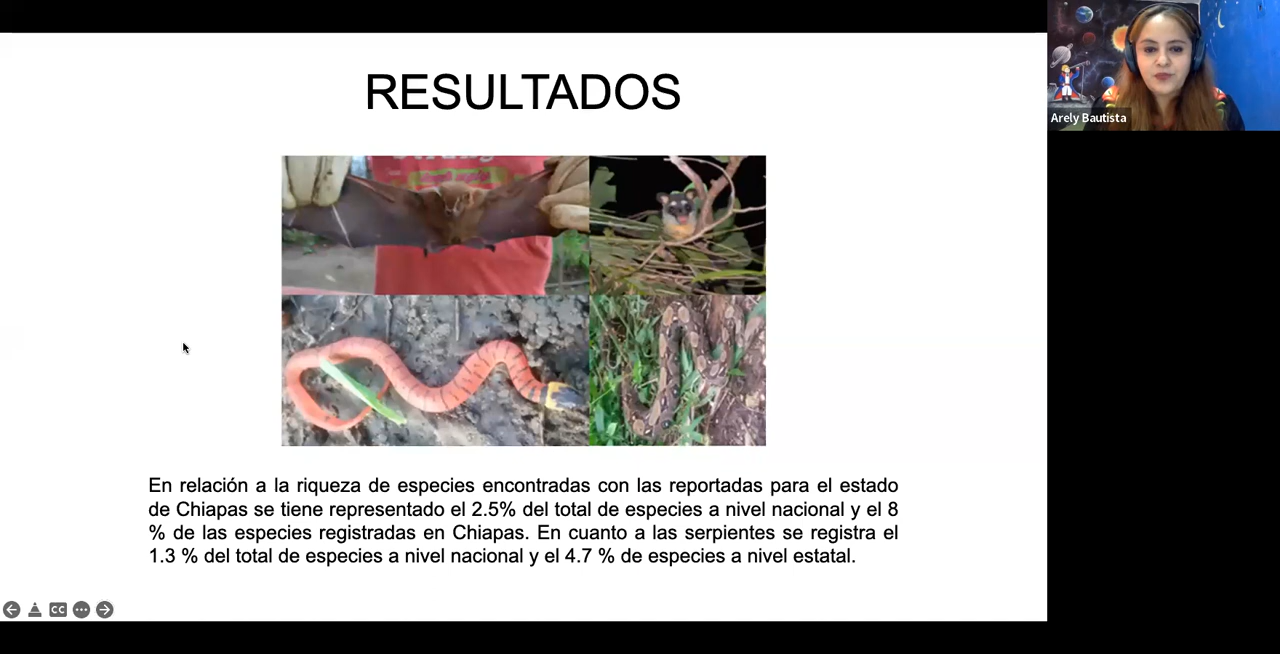 RESULTADOS
Arely Bautista
En relación a la riqueza de especies encontradas con las reportadas para el estado
de Chiapas se tiene representado el 2.5% del total de especies a nivel nacional y el 8
% de las especies registradas en Chiapas. En cuanto a las serpientes se registra el
1.3 % del total de especies a nivel nacional y el 4.7 % de especies a nivel estatal.
CC